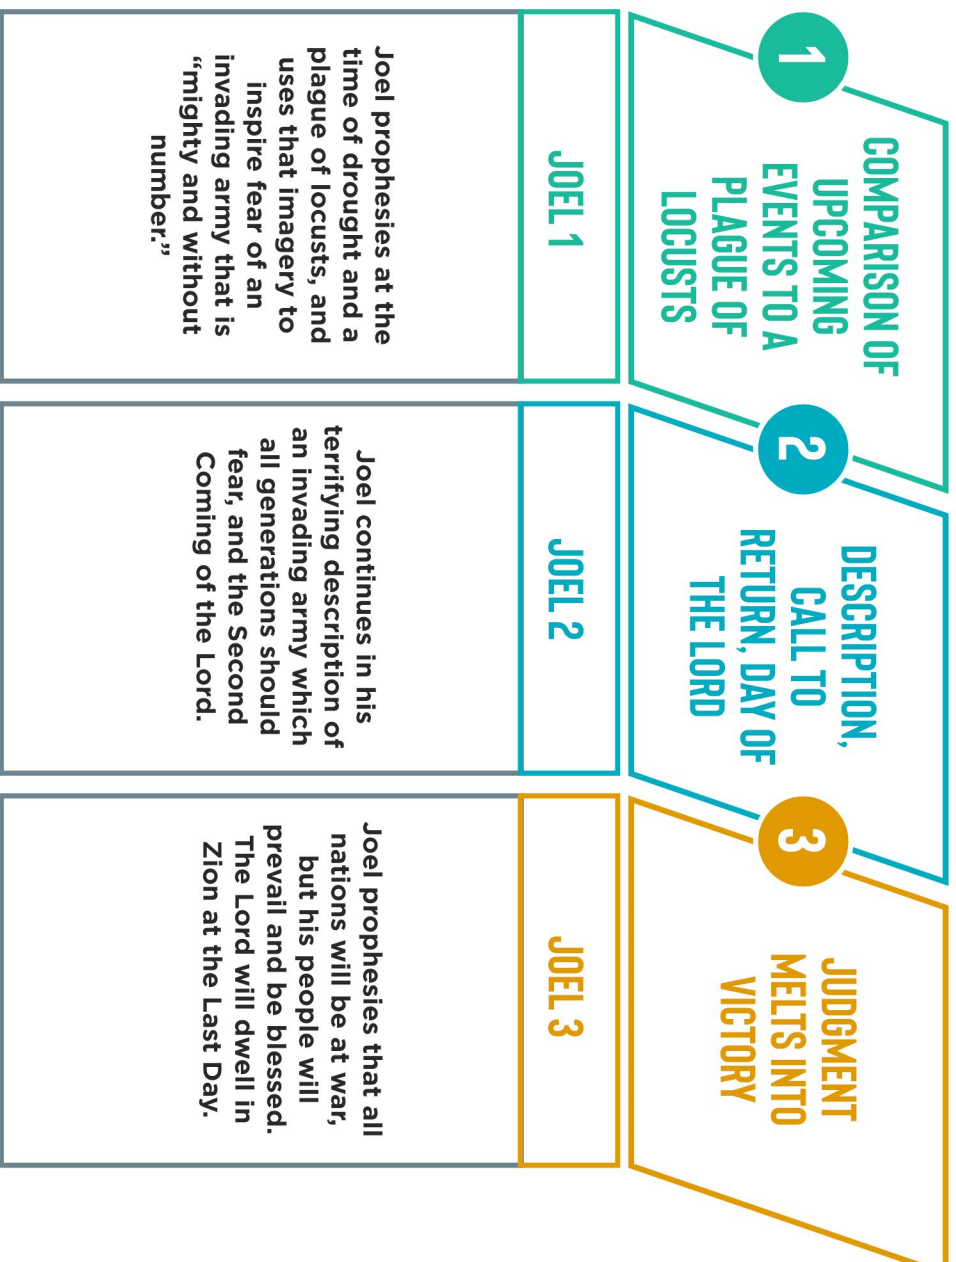 1
COMPARISON OF
UPCOMING
EVENTS TO A
PLAGUE OF
LOCUSTS
JOEL 1
Joel prophesies at the
time of drought and a
plague of locusts, and
uses that imagery to
inspire fear of an
invading army that is
“mighty and without
number.”
2
DESCRIPTION,
CALL TO
RETURN, DAY OF
THE LORD
JOEL 2
Joel continues in his
terrifying description of
an invading army which
all generations should
fear, and the Second
Coming of the Lord.
3
JUDGMENT
MELTS INTO
VICTORY
JOEL 3
Joel prophesies that all
nations will be at war,
but his people will
prevail and be blessed.
The Lord will dwell in
Zion at the Last Day.